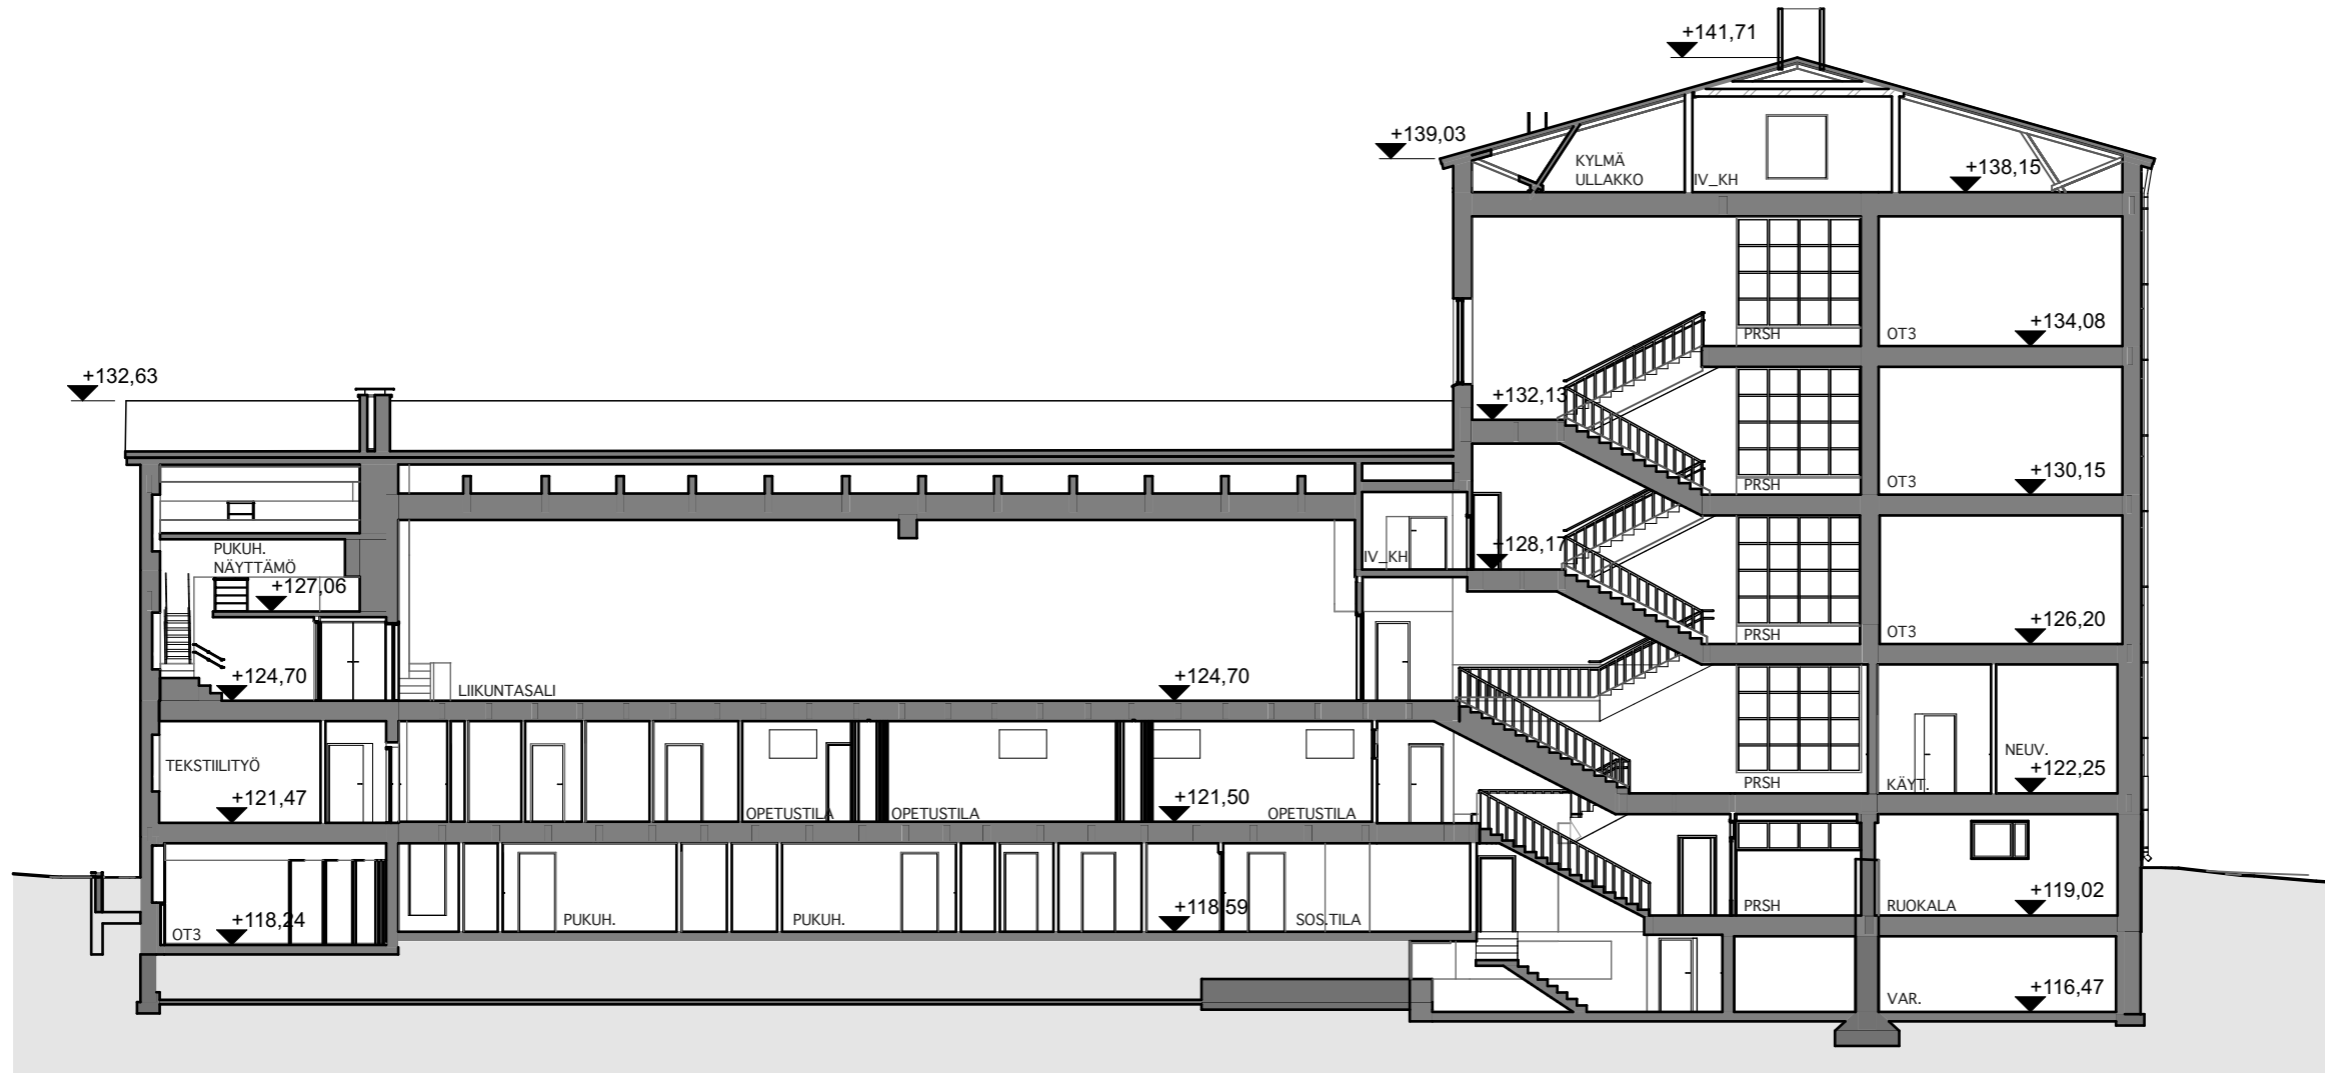 +141,71
+139,03
KYLMÄ
ULLAKKO
IV_KH
+138,15
PRSH
OT3
+134,08
+132,63
+132,13
PRSH
OT3
+130,15
PUKUH.
NÄYTTÄMÖ
+127,06
IV_KH
+128,17
PRSH
OT3
+126,20
+124,70
LIIKUNTASALI
+124,70
TEKSTIILITYÖ
+121,47
OPETUSTILA
OPETUSTILA
+121,50
OPETUSTILA
PRSH
KÄYT.
NEUV.
+122,25
OT3
+118,24
PUKUH.
PUKUH.
+118,59
SOS.TILA
PRSH
RUOKALA
+119,02
VAR.
+116,47